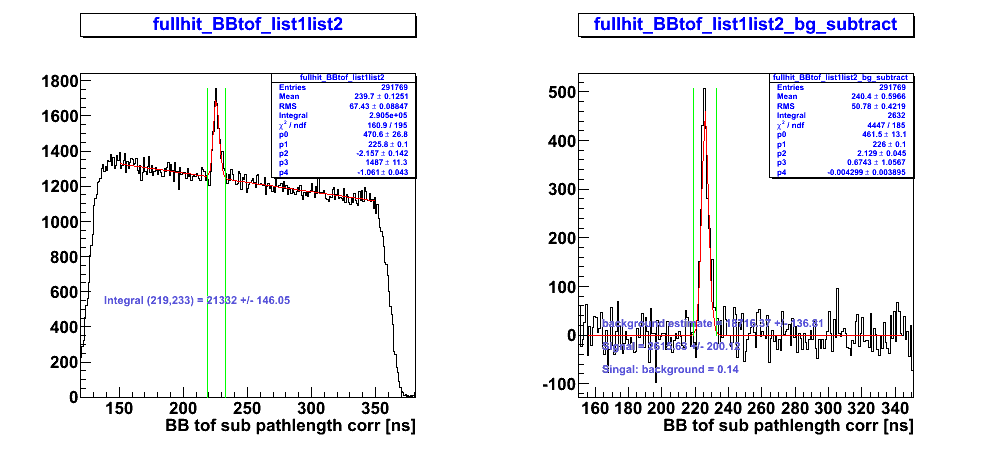 fullhit_BBtof_list1list2
fullhit_BBtof_list1list2
Entries 291769
Mean 239.7 ± 0.1251
RMS 67.43 ± 0.08847
Integral 2.905e+05
χ² / ndf 160.9 / 195
p0 470.6 ± 26.8
p1 225.8 ± 0.1
p2 -2.157 ± 0.142
p3 1487 ± 11.3
p4 -1.061 ± 0.043
1800
1600
1400
1200
1000
800
600
400
200
0
Integral (219,233) = 21332 +/- 146.05
150 200 250 300 350
BB tof sub pathlength corr [ns]
fullhit_BBtof_list1list2_bg_subtract
fullhit_BBtof_list1list2_bg_subtract
Entries 291769
Mean 240.4 ± 0.5966
RMS 50.78 ± 0.4219
Integral 2632
χ² / ndf 4447 / 185
p0 461.5 ± 13.1
p1 226 ± 0.1
p2 2.129 ± 0.045
p3 0.6743 ± 1.0567
p4 -0.004299 ± 0.003895
500
400
300
200
100
0
-100
background estimate
Signal = +/- 200.12
Singal: background = 0.14
160 180 200 220 240 260 280 300 320 340
BB tof sub pathlength corr [ns]